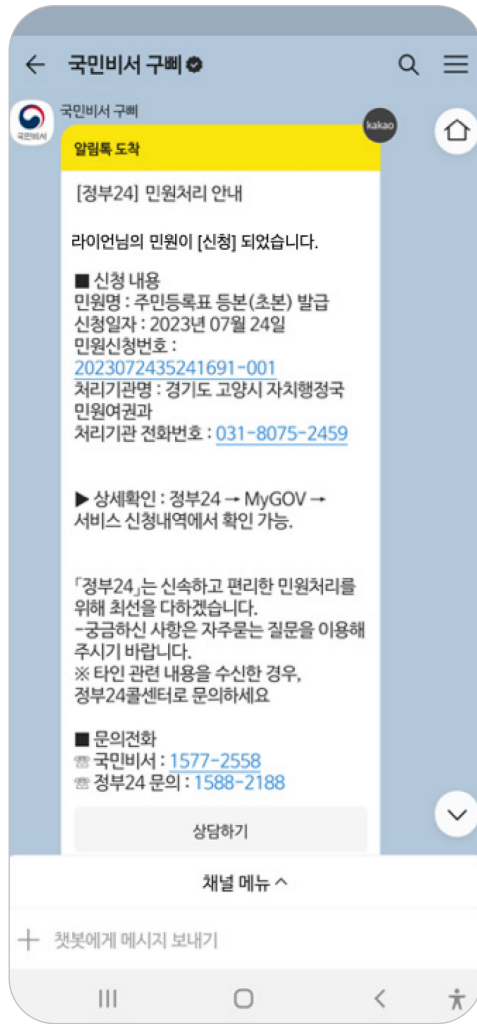 국민비서 구삐
국민비서
국민비서 구삐
kakao
알림톡 도착
[정부24] 민원처리 안내
라이언님의 민원이 [신청] 되었습니다.
■ 신청 내용
민원명 : 주민등록표 등본(초본) 발급
신청일자 : 2023년 07월 24일
민원신청번호 :
2023072435241691-001
처리기관명 : 경기도 고양시 자치행정국
민원여권과
처리기관 전화번호 : 031-8075-2459
▶ 상세확인 : 정부24 → MyGOV →
서비스 신청내역에서 확인 가능.
「정부24」는 신속하고 편리한 민원처리를
위해 최선을 다하겠습니다.
-궁금하신 사항은 자주묻는 질문을 이용해
주시기 바랍니다.
※ 타인 관련 내용을 수신한 경우,
정부24콜센터로 문의하세요
■ 문의전화
☏ 국민비서 : 1577-2558
☏ 정부24 문의 : 1588-2188
상담하기
채널 메뉴
챗봇에게 메시지 보내기